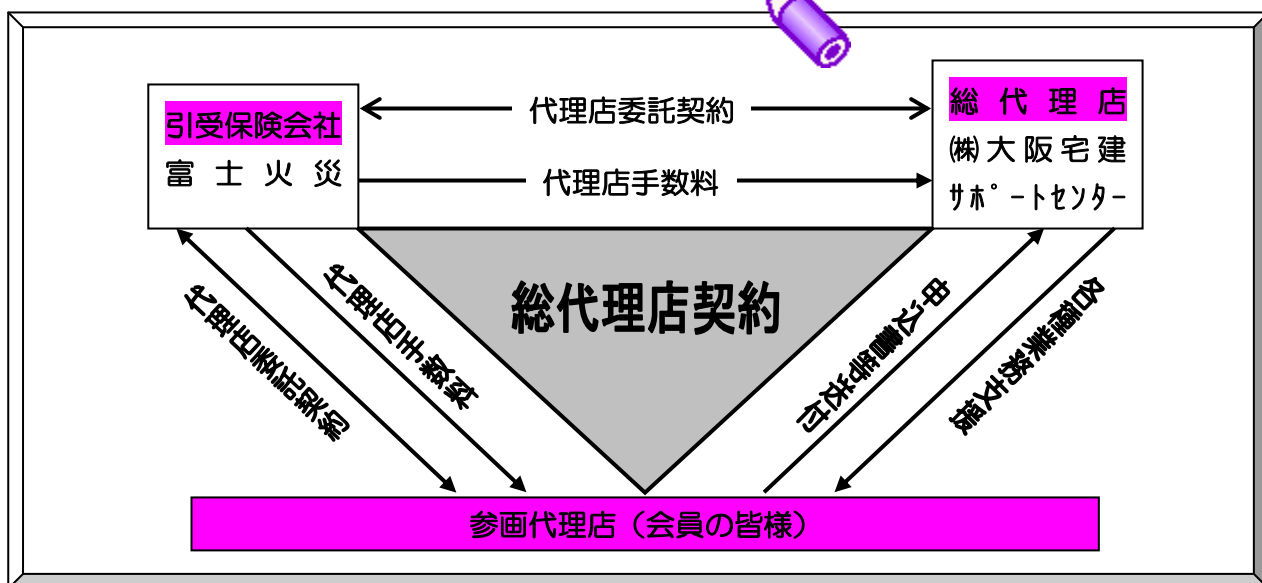 引受保険会社
富士火災
代理店委託契約
代理店手数料
総代理店
㈱大阪宅建
ｻﾎﾟｰﾄｾﾝﾀｰ
総代理店契約
代理店委託契約
代理店手数料
申込書等送付
各種業務支援
参画代理店（会員の皆様）